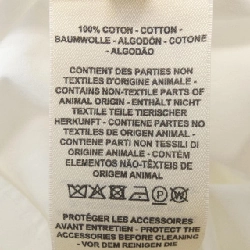 100% COTON - COTTON -
BAUMWOLLE - ALGODÓN - COTONE
- ALGODÃO
CONTIENT DES PARTIES NON
TEXTILES D'ORIGINE ANIMALE -
CONTAINS NON-TEXTILE PARTS OF
ANIMAL ORIGIN - ENTHÄLT NICHT
TEXTILE TEILE TIERISCHER
HERKUNFT - CONTIENE PARTES NO
TEXTILES DE ORIGEN ANIMAL -
CONTIENE PARTI NON TESSILI DI
ORIGINE ANIMALE - CONTÉM
ELEMENTOS NÃO-TÊXTEIS DE
ORIGEM ANIMAL
PROTÉGER LES ACCESSOIRES
AVANT ENTRETIEN - PROTECT THE
ACCESSORIES BEFORE CLEANING
- VOR DEM REINIGEN DIE